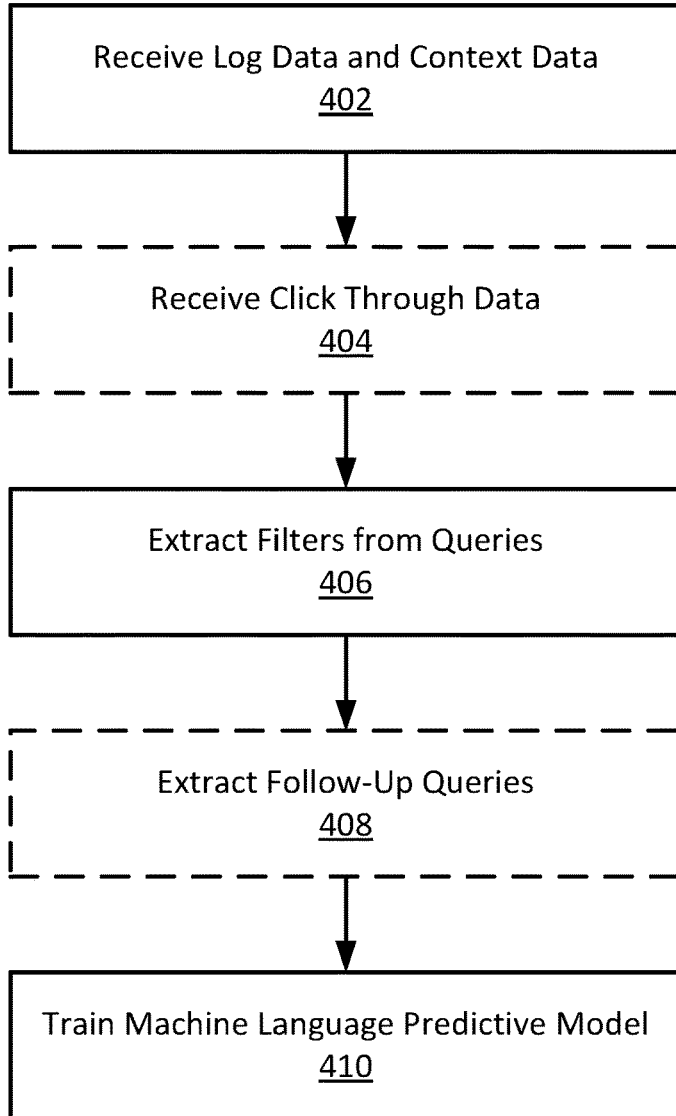 Receive Log Data and Context Data
402
Receive Click Through Data
404
Extract Filters from Queries
406
Extract Follow-Up Queries
408
Train Machine Language Predictive Model
410